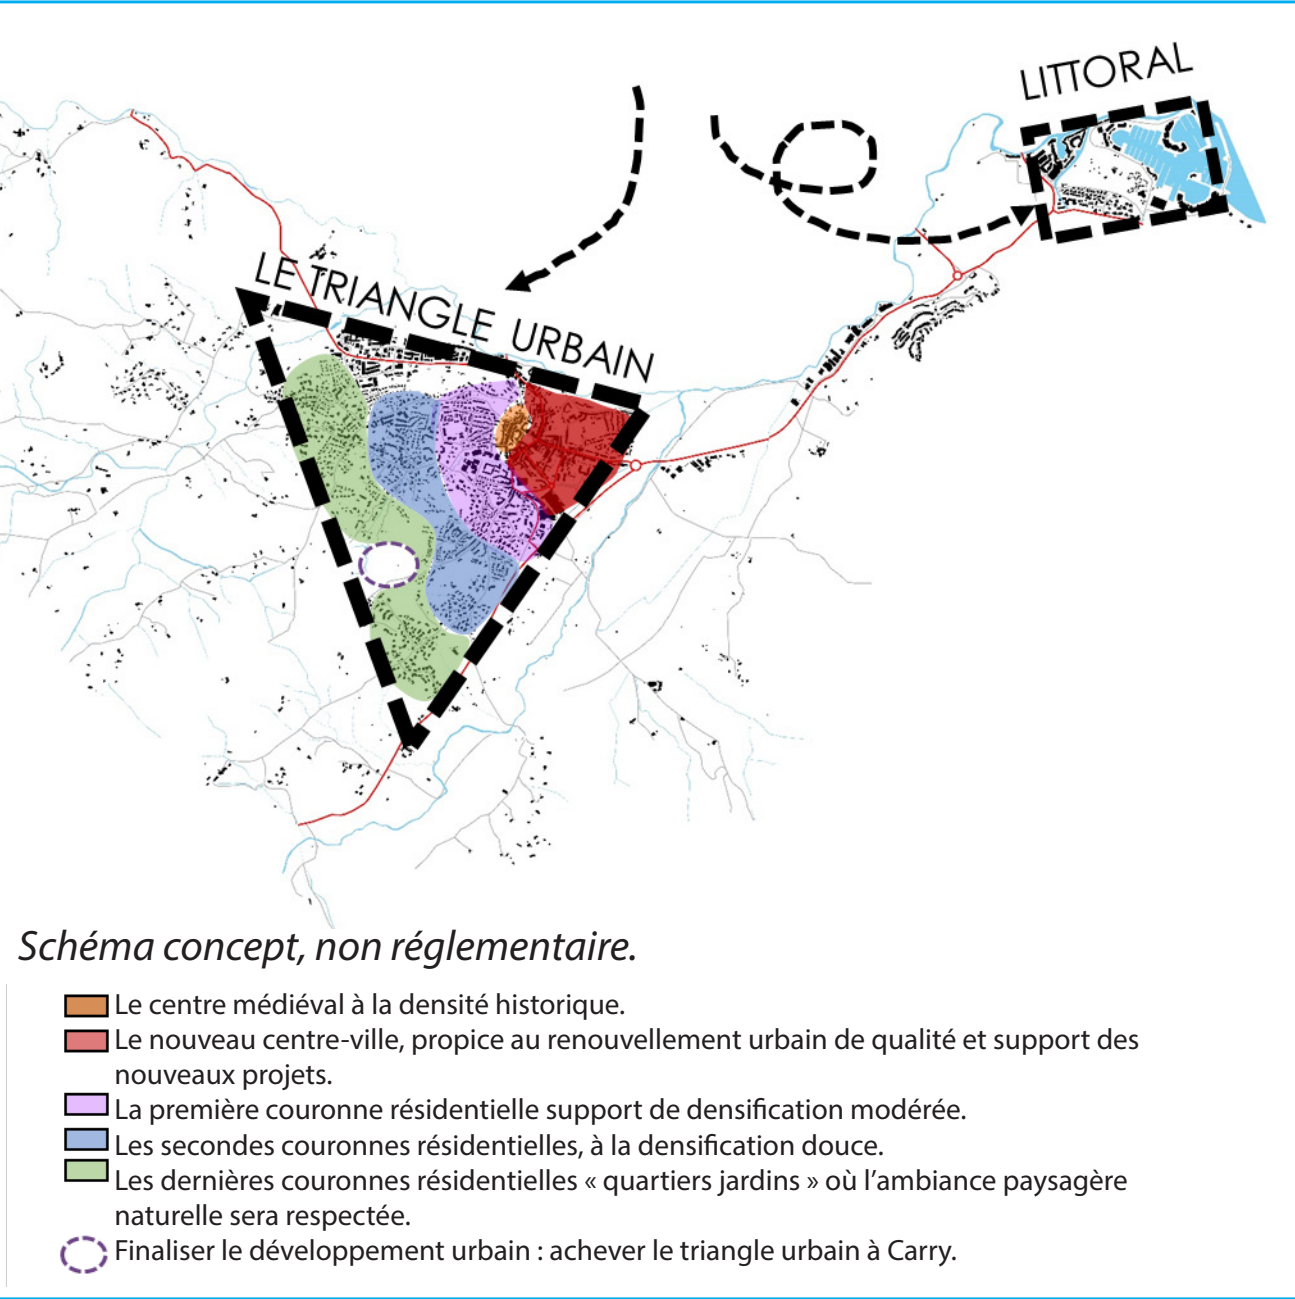 LITTORAL
LE TRIANGLE URBAIN
Schéma concept, non réglementaire.
Le centre médiéval à la densité historique.
Le nouveau centre-ville, propice au renouvellement urbain de qualité et support des
nouveaux projets.
La première couronne résidentielle support de densification modérée.
Les secondes couronnes résidentielles, à la densification douce.
Les dernières couronnes résidentielles « quartiers jardins » où l'ambiance paysagère
naturelle sera respectée.
Finaliser le développement urbain : achever le triangle urbain à Carry.